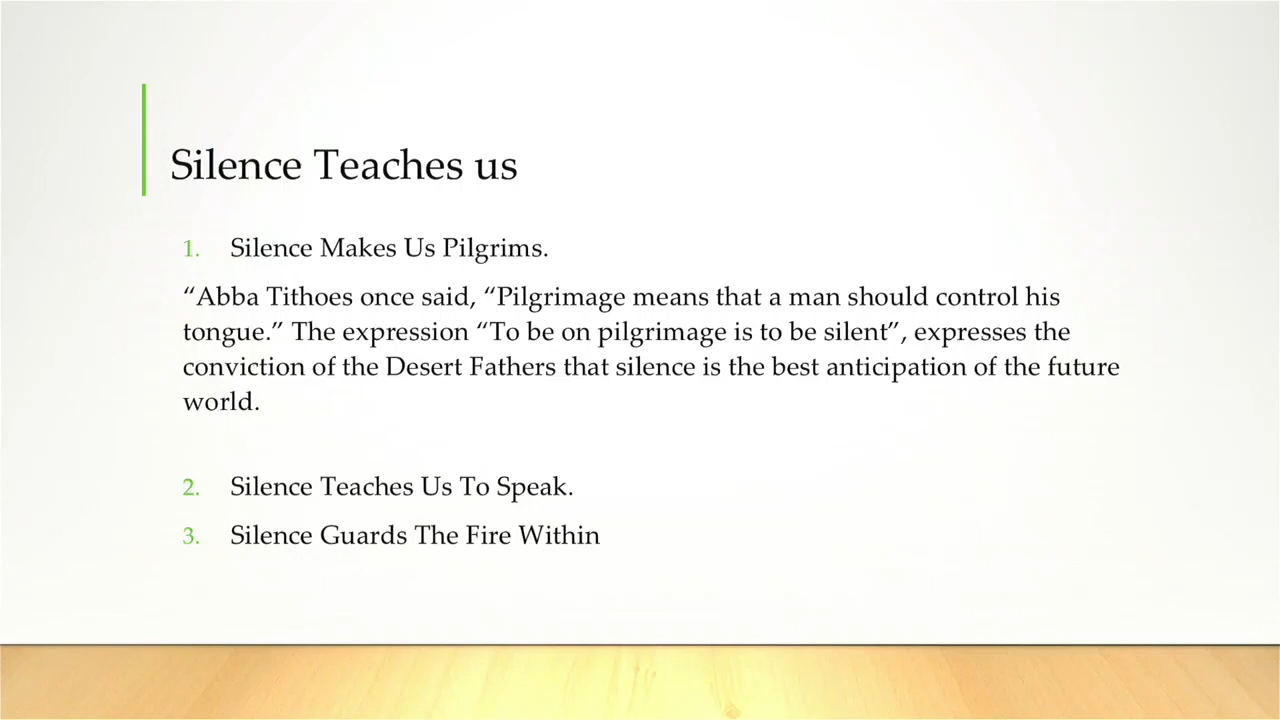 Silence Teaches us
1. Silence Makes Us Pilgrims.
“Abba Tithoes once said, “Pilgrimage means that a man should control his
tongue.” The expression “To be on pilgrimage is to be silent”, expresses the
conviction of the Desert Fathers that silence is the best anticipation of the future
world.
2. Silence Teaches Us To Speak.
3. Silence Guards The Fire Within